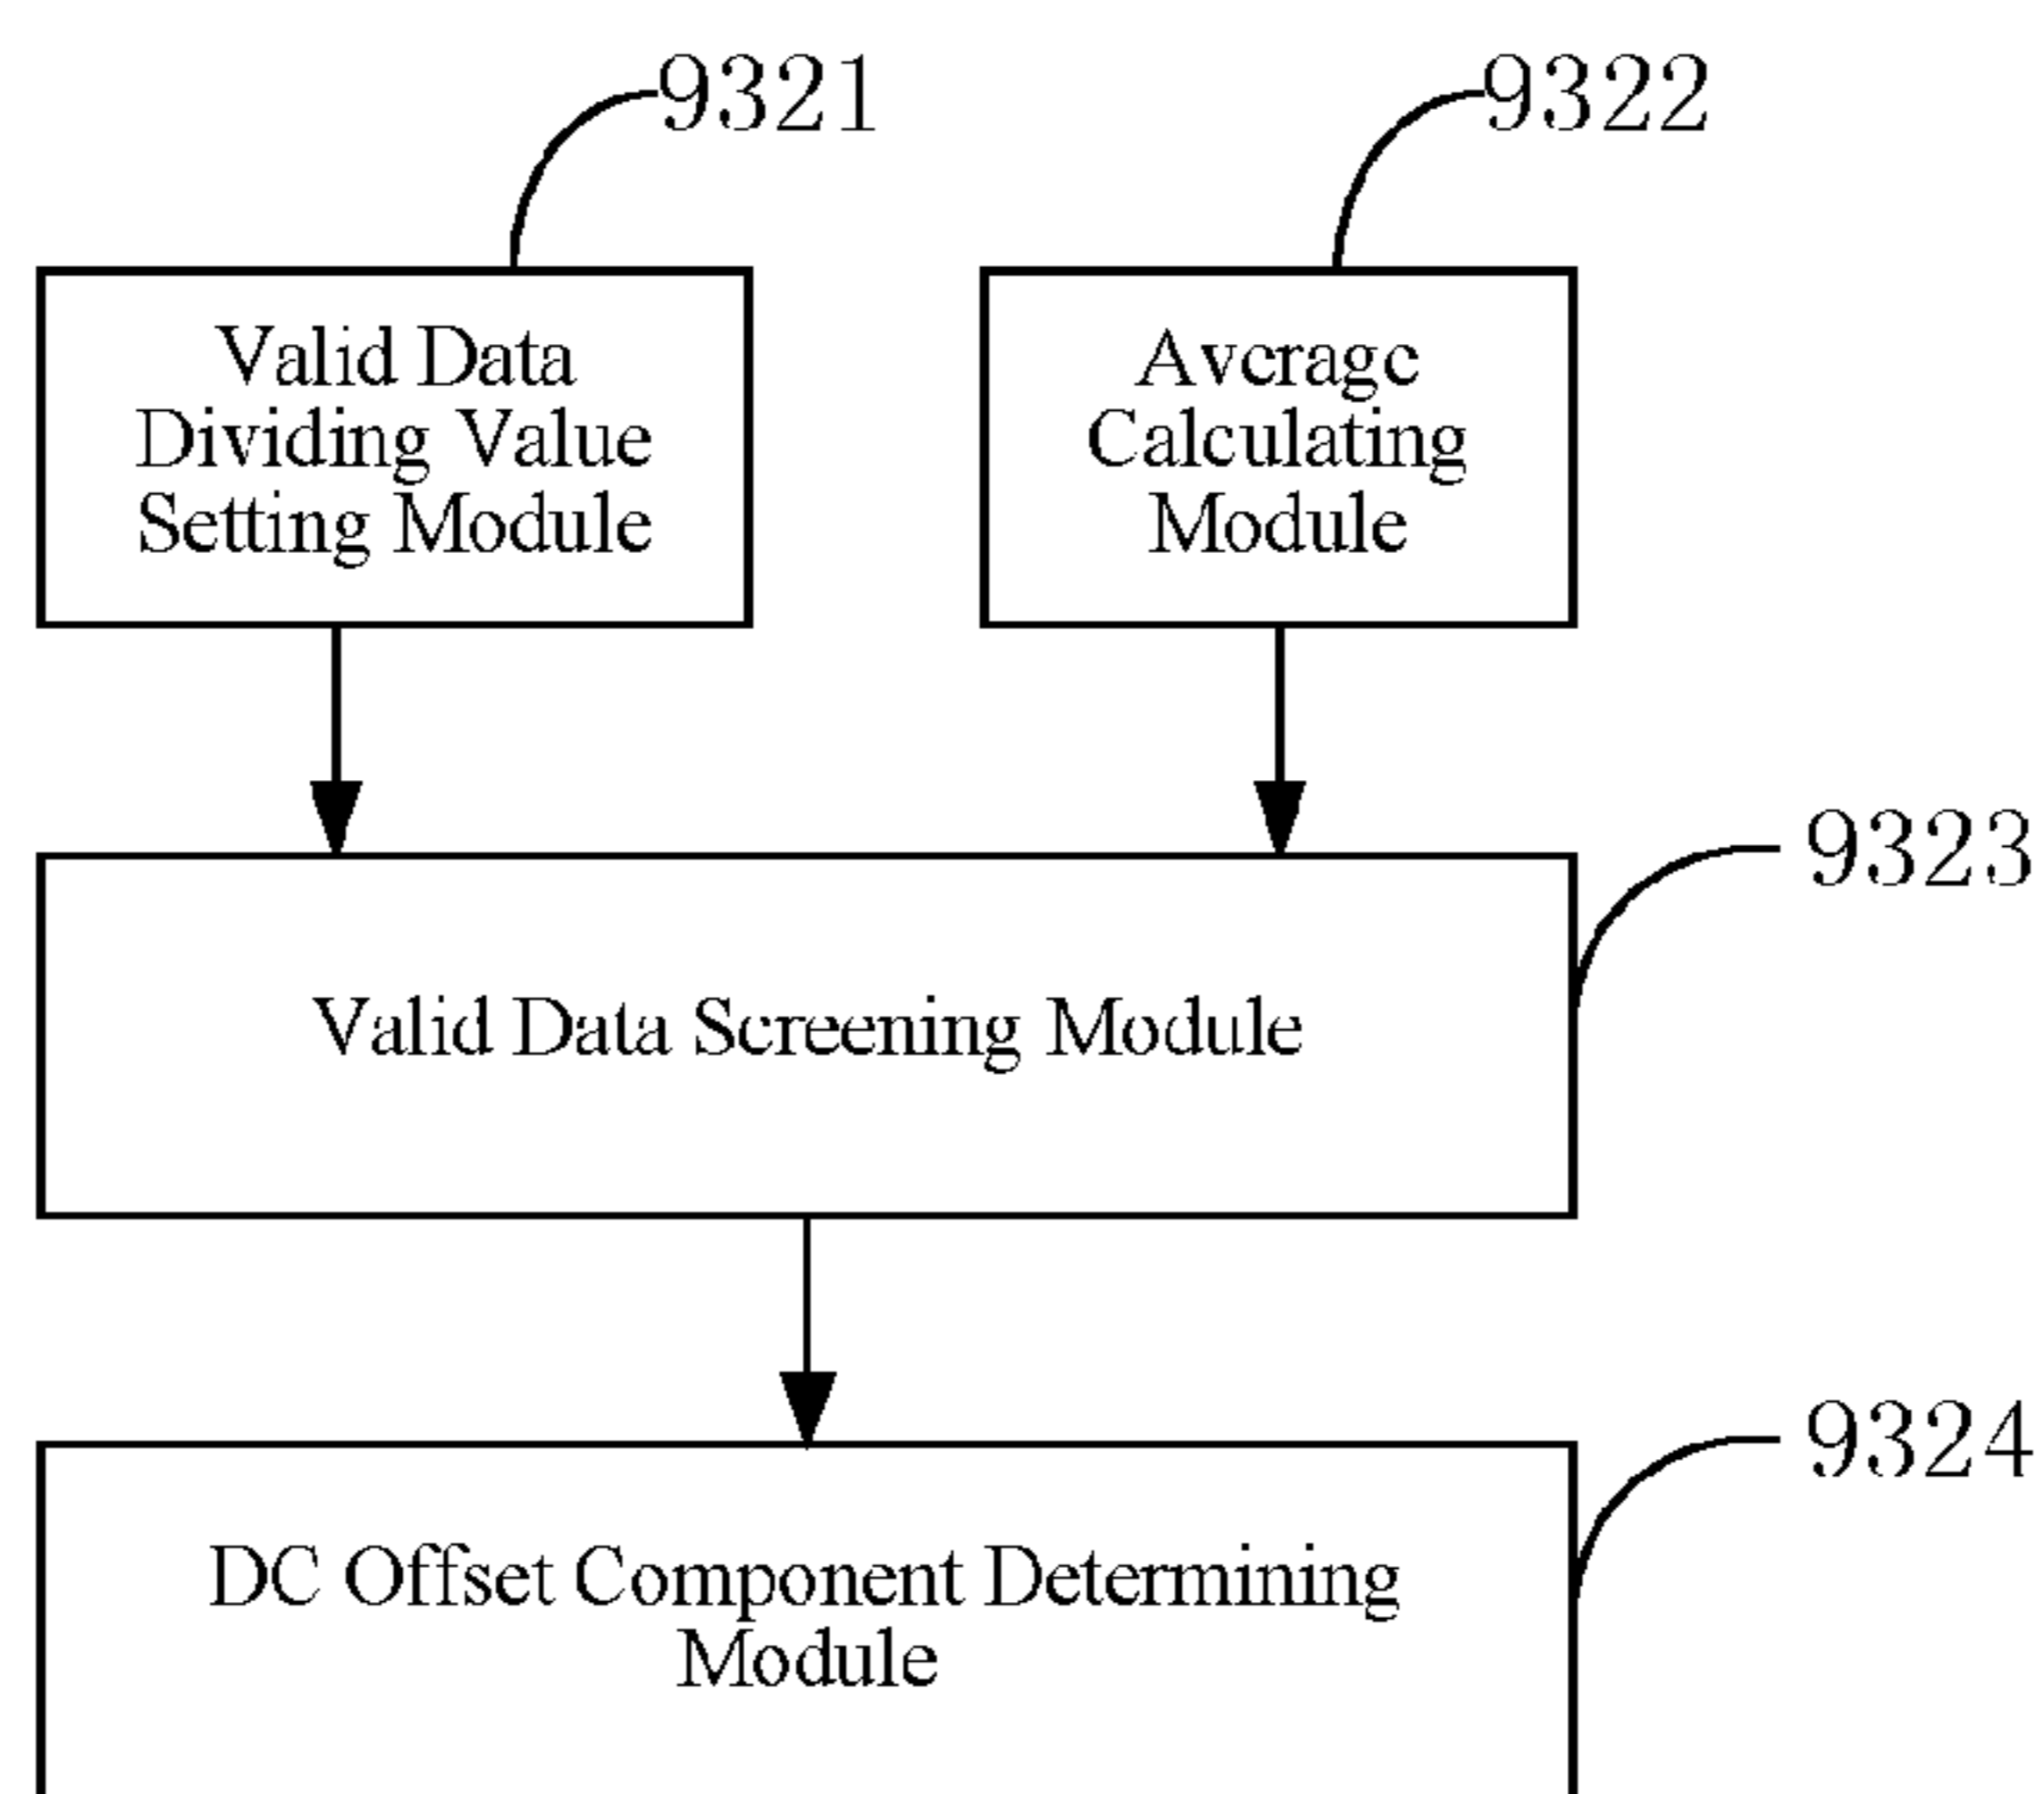 9321
9322
Valid Data
Dividing Value
Setting Module
Average
Calculating
Module
9323
Valid Data Screening Module
9324
DC Offset Component Determining
Module